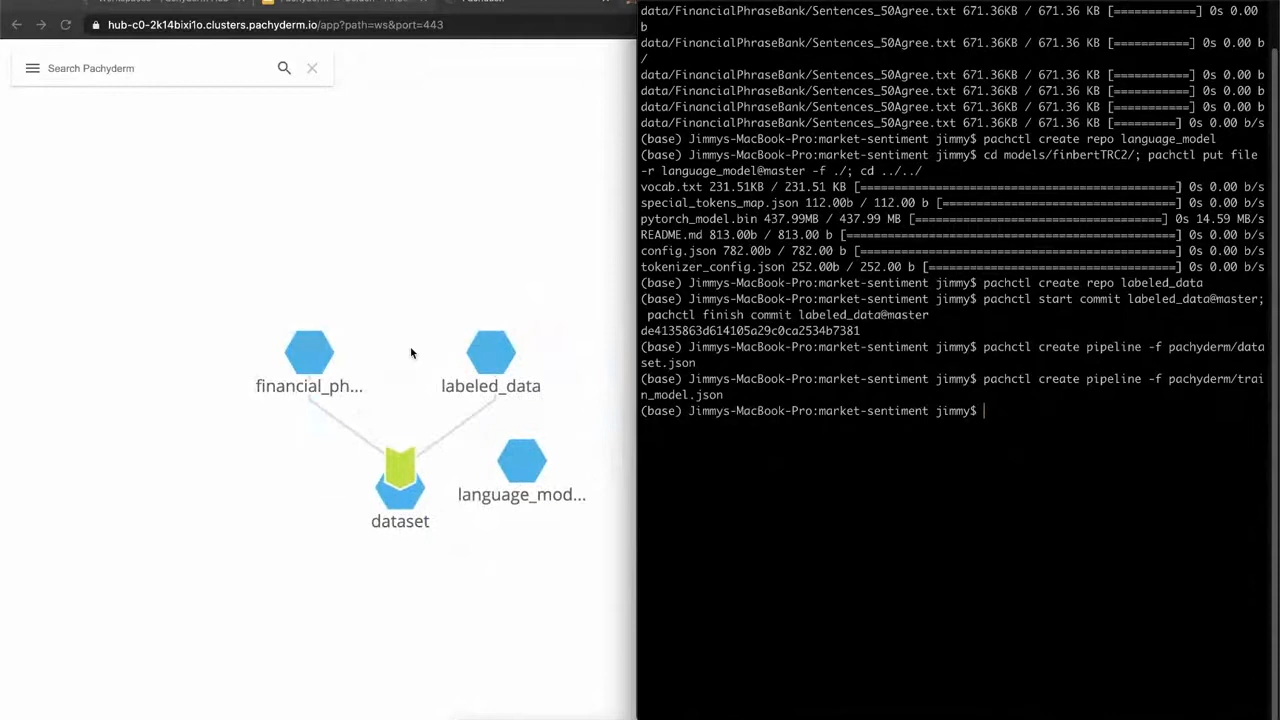 hub-c0-2k14bixi1o.clusters.pachyderm.io/app?path=ws&port=443
Search Pachyderm
financial_ph...
labeled_data
language_mod...
dataset
data/FinancialPhraseBank/Sentences_50Agree.txt 671.36KB / 671.36 KB [===========] 0s 0.00
b
data/FinancialPhraseBank/Sentences_50Agree.txt 671.36KB / 671.36 KB [===========] 0s 0.00 b
/
data/FinancialPhraseBank/Sentences_50Agree.txt 671.36KB / 671.36 KB [===========] 0s 0.00 b
data/FinancialPhraseBank/Sentences_50Agree.txt 671.36KB / 671.36 KB [===========] 0s 0.00 b
data/FinancialPhraseBank/Sentences_50Agree.txt 671.36KB / 671.36 KB [===========] 0s 0.00 b
data/FinancialPhraseBank/Sentences_50Agree.txt 671.36KB / 671.36 KB [=========] 0s 0.00 b/s
(base) Jimmys-MacBook-Pro:market-sentiment jimmy$ pachctl create repo language_model
(base) Jimmys-MacBook-Pro:market-sentiment jimmy$ cd models/finbertTRC2/; pachctl put file
-r language_model@master -f ./; cd ../../
vocab.txt 231.51KB / 231.51 KB [========================================] 0s 0.00 b/s
special_tokens_map.json 112.00b / 112.00 b [=============================] 0s 0.00 b/s
pytorch_model.bin 437.99MB / 437.99 MB [===============================] 0s 14.59 MB/s
README.md 813.00b / 813.00 b [==========================================] 0s 0.00 b/s
config.json 782.00b / 782.00 b [========================================] 0s 0.00 b/s
tokenizer_config.json 252.00b / 252.00 b [===============================] 0s 0.00 b/s
(base) Jimmys-MacBook-Pro:market-sentiment jimmy$ pachctl create repo labeled_data
(base) Jimmys-MacBook-Pro:market-sentiment jimmy$ pachctl start commit labeled_data@master;
pachctl finish commit labeled_data@master
de4135863d614105a29c0ca2534b7381
(base) Jimmys-MacBook-Pro:market-sentiment jimmy$ pachctl create pipeline -f pachyderm/data
set.json
(base) Jimmys-MacBook-Pro:market-sentiment jimmy$ pachctl create pipeline -f pachyderm/trai
n_model.json
(base) Jimmys-MacBook-Pro:market-sentiment jimmy$